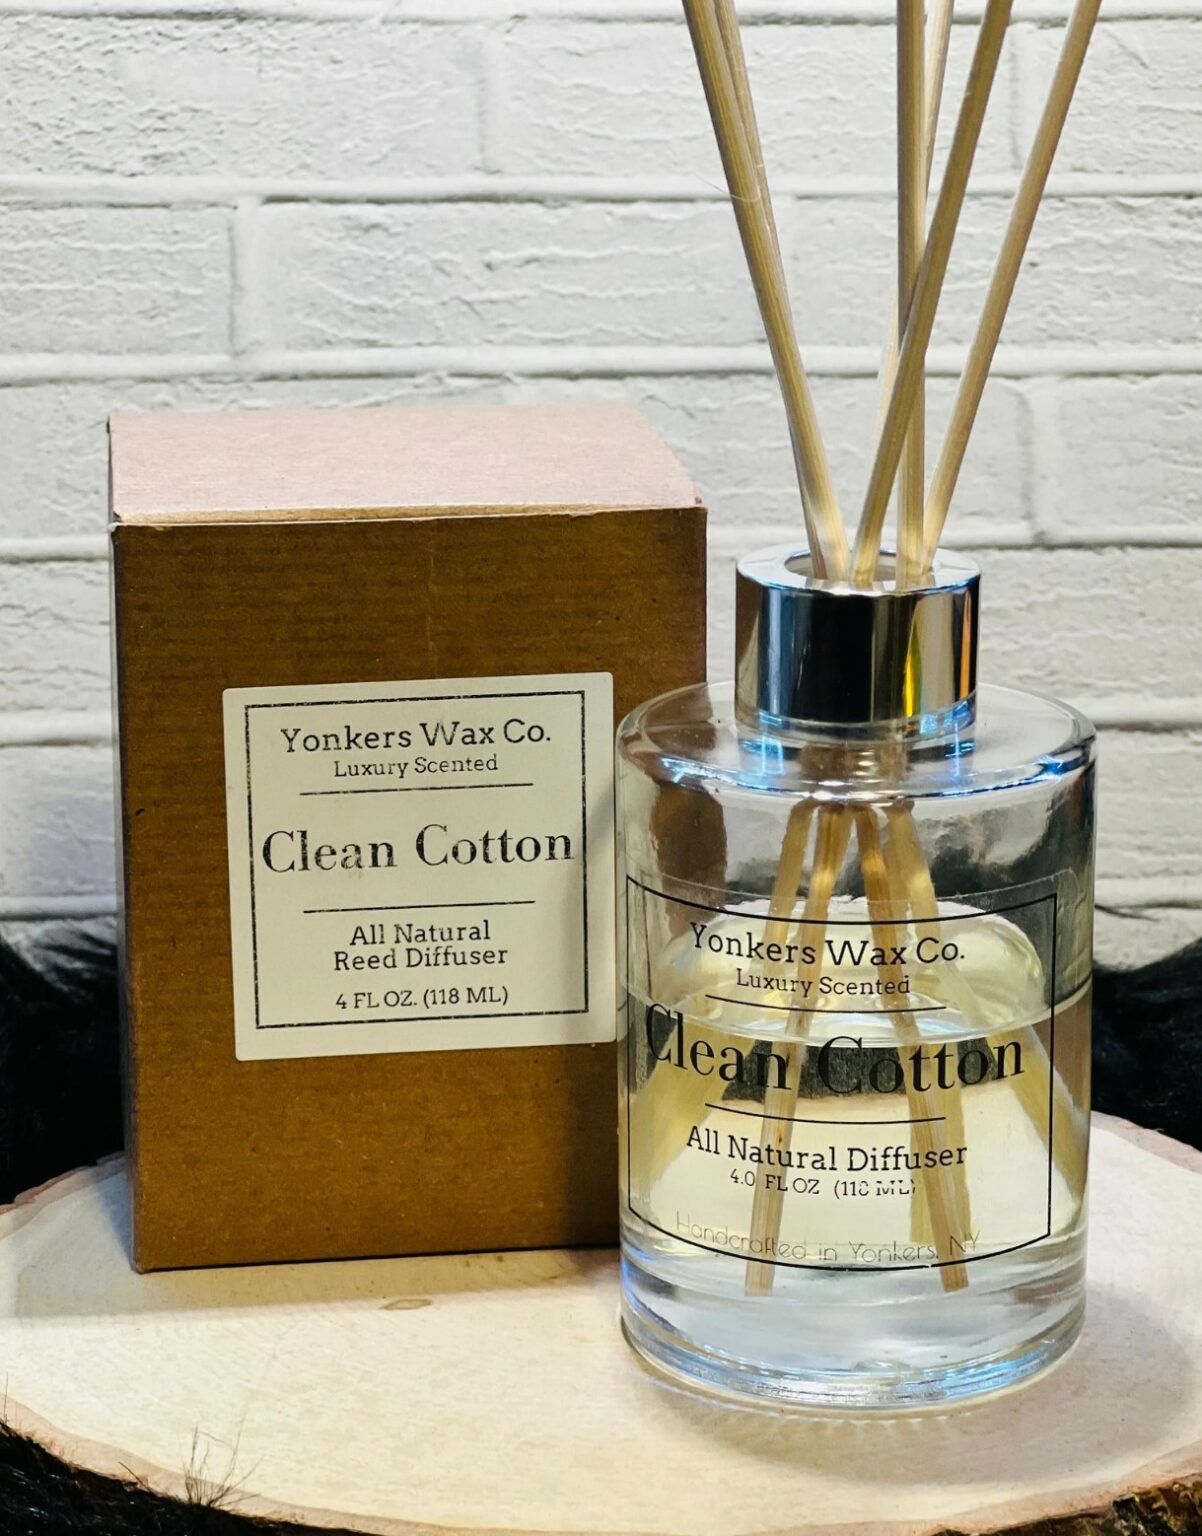 Yonkers Wax Co.
Luxury Scented
Clean Cotton
All Natural
Reed Diffuser
4 FL OZ. (118 ML)
Yonkers Wax Co.
Luxury Scented
Clean Cotton
All Natural Diffuser
4.0 FL OZ (118 ML)
Handcrafted in Yonkers, NY